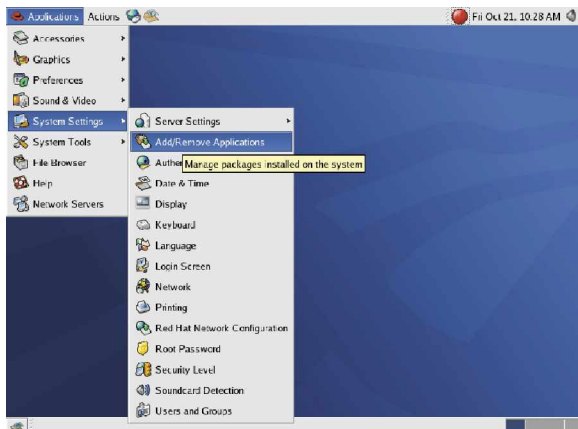 Applications Actions Fri Oct 21, 10:28 AM
Accessories
Graphics
Preferences
Sound & Video
System Settings
System Tools
File Browser
Help
Network Servers
Server Settings
Add/Remove Applications
Authen
Manage packages installed on the system
Date & Time
Display
Keyboard
Language
Login Screen
Network
Printing
Red Hat Network Configuration
Root Password
Security Level
Soundcard Detection
Users and Groups